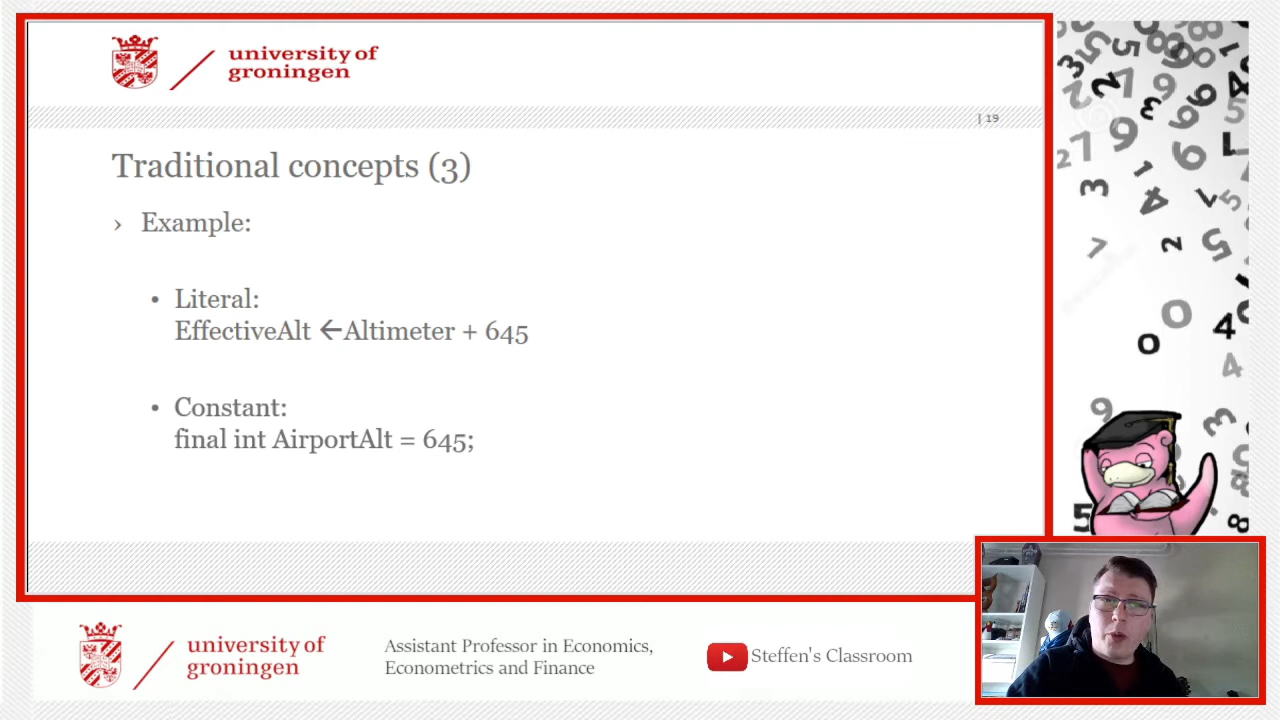 university of
groningen
| 19
Traditional concepts (3)
› Example:
• Literal:
EffectiveAlt ←Altimeter + 645
• Constant:
final int AirportAlt = 645;
university of
groningen
Assistant Professor in Economics,
Econometrics and Finance
Steffen's Classroom